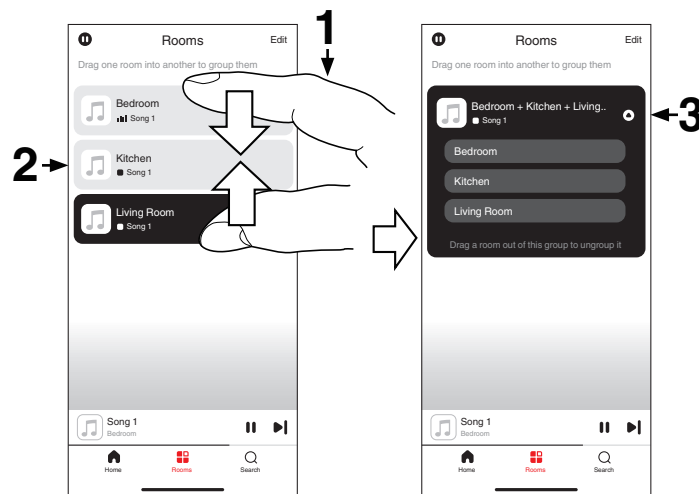 1
Rooms
Edit
Drag one room into another to group them
Bedroom
Song 1
2
Kitchen
Song 1
Living Room
Song 1
Song 1
Bedroom
Home
Rooms
Search
Rooms
Edit
Drag one room into another to group them
Bedroom + Kitchen + Living..
Song 1
3
Bedroom
Kitchen
Living Room
Drag a room out of this group to ungroup it
Song 1
Bedroom
Home
Rooms
Search